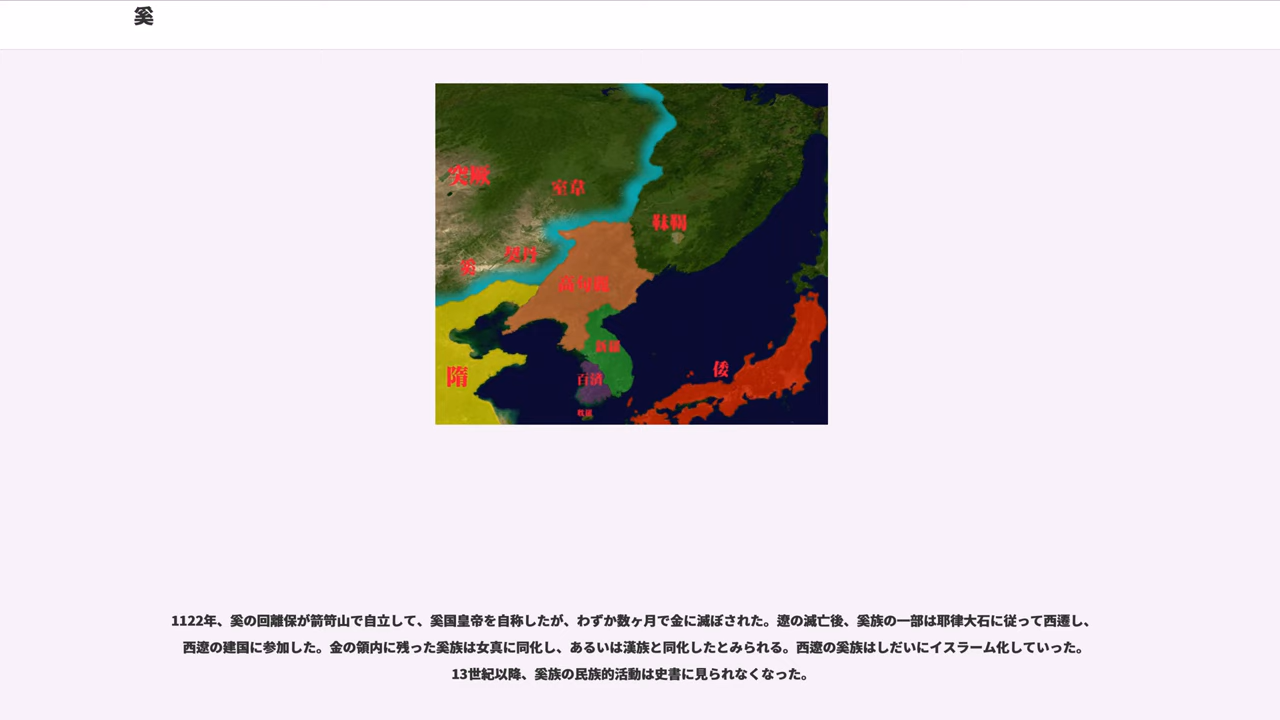 奚
突厥
室韋
靺鞨
契丹
奚
高句麗
新羅
隋
百済
倭
耽羅
1122年、奚の回離保が箭笴山で自立して、奚国皇帝を自称したが、わずか数ヶ月で金に滅ぼされた。遼の滅亡後、奚族の一部は耶律大石に従って西遷し、
西遼の建国に参加した。金の領内に残った奚族は女真に同化し、あるいは漢族と同化したとみられる。西遼の奚族はしだいにイスラーム化していった。
13世紀以降、奚族の民族的活動は史書に見られなくなった。